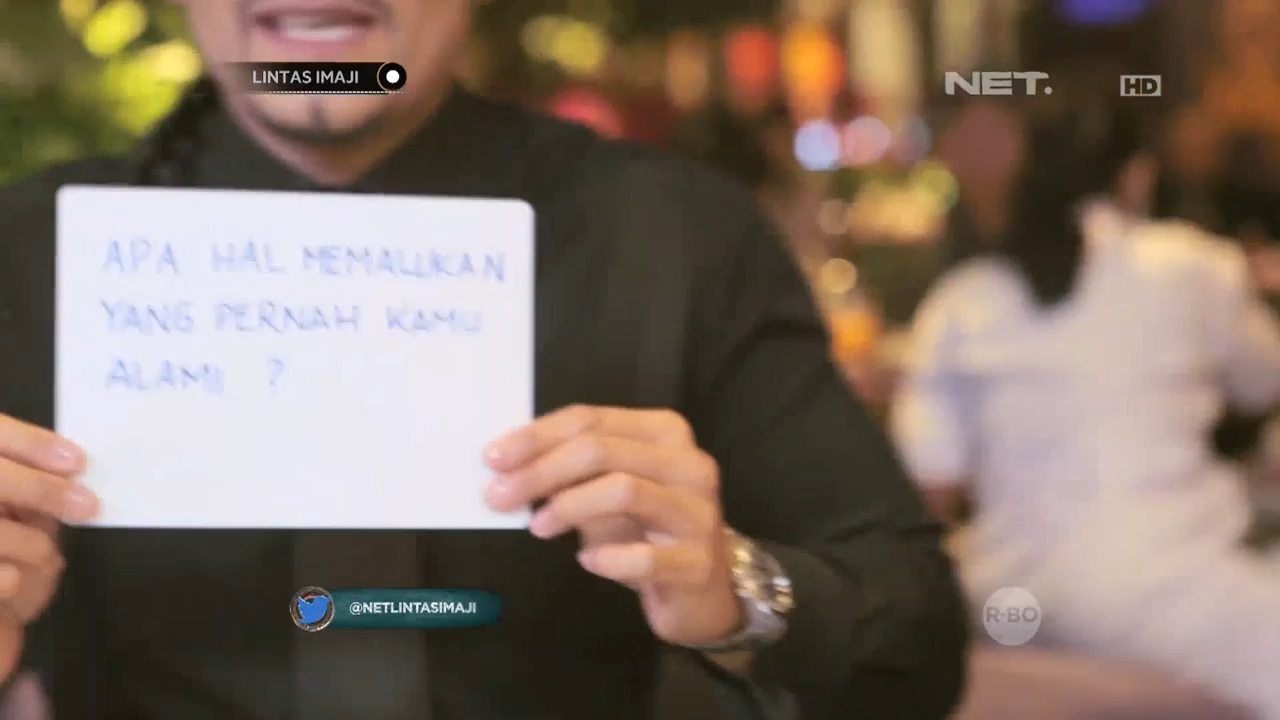 LINTAS IMAJI
NET.
HD
APA HAL MEMALUKAN
YANG PERNAH KAMU
ALAMI ?
@NETLINTASIMAJI
R-BO